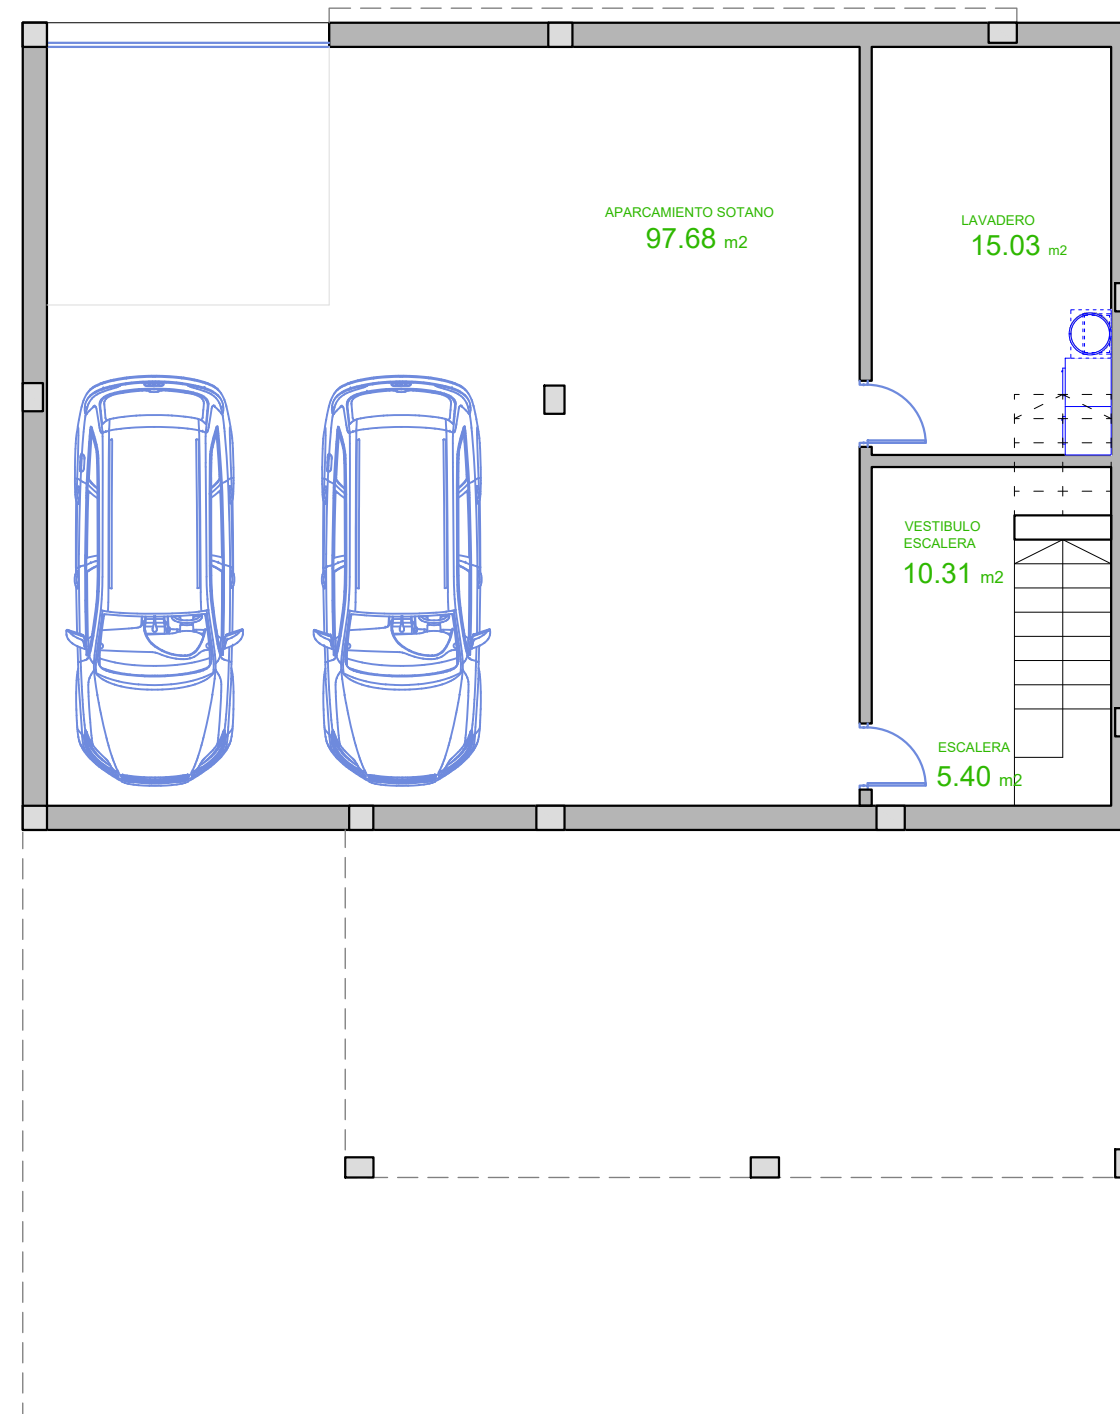 APARCAMIENTO SOTANO
97.68 m2
LAVADERO
15.03 m2
VESTIBULO
ESCALERA
10.31 m2
ESCALERA
5.40 m2